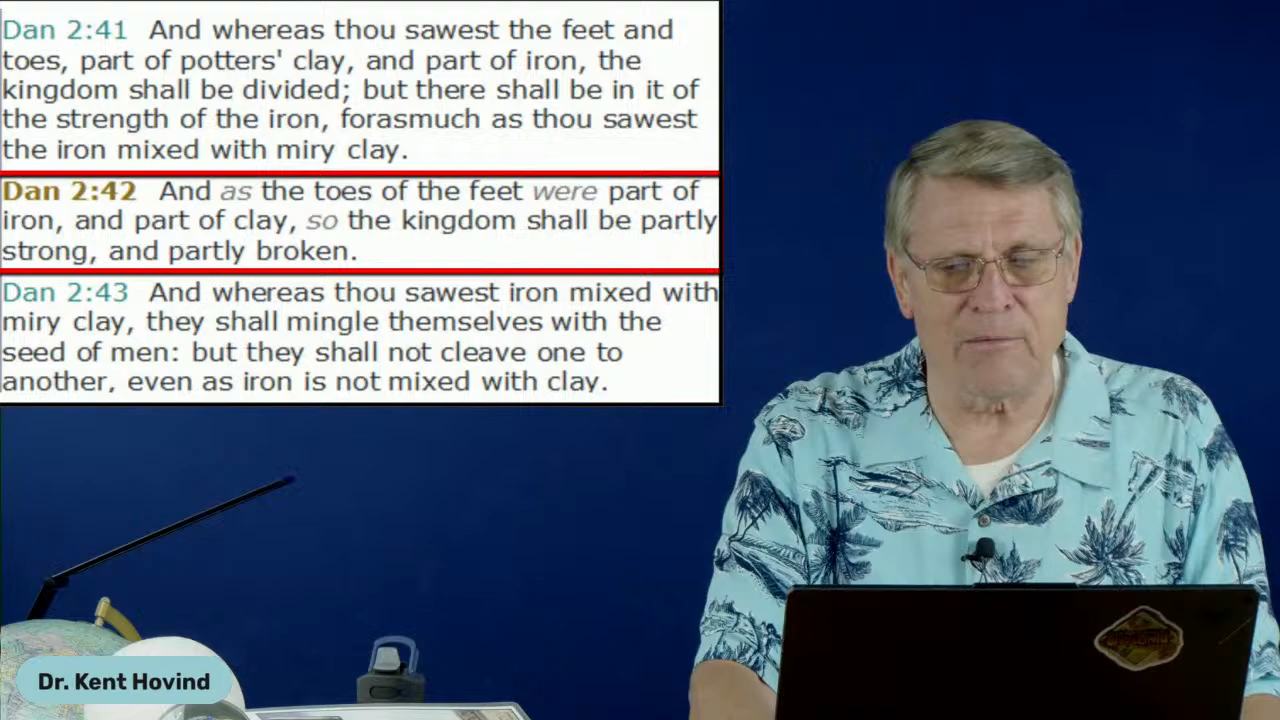 Dan 2:41 And whereas thou sawest the feet and
toes, part of potters' clay, and part of iron, the
kingdom shall be divided; but there shall be in it of
the strength of the iron, forasmuch as thou sawest
the iron mixed with miry clay.
Dan 2:42 And as the toes of the feet were part of
iron, and part of clay, so the kingdom shall be partly
strong, and partly broken.
Dan 2:43 And whereas thou sawest iron mixed with
miry clay, they shall mingle themselves with the
seed of men: but they shall not cleave one to
another, even as iron is not mixed with clay.
Dr. Kent Hovind